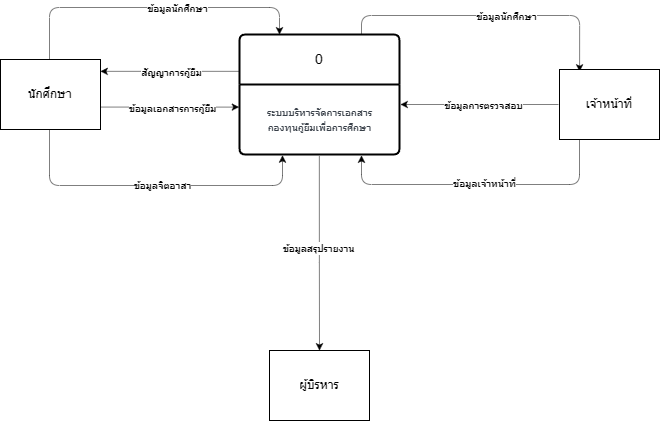 ข้อมูลนักศึกษา
ข้อมูลนักศึกษา
0
สัญญาการกู้ยืม
นักศึกษา
ข้อมูลเอกสารการกู้ยืม
ระบบบริหารจัดการเอกสาร
กองทุนกู้ยืมเพื่อการศึกษา
ข้อมูลการตรวจสอบ
เจ้าหน้าที่
ข้อมูลจิตอาสา
ข้อมูลเจ้าหน้าที่
ข้อมูลสรุปรายงาน
ผู้บริหาร